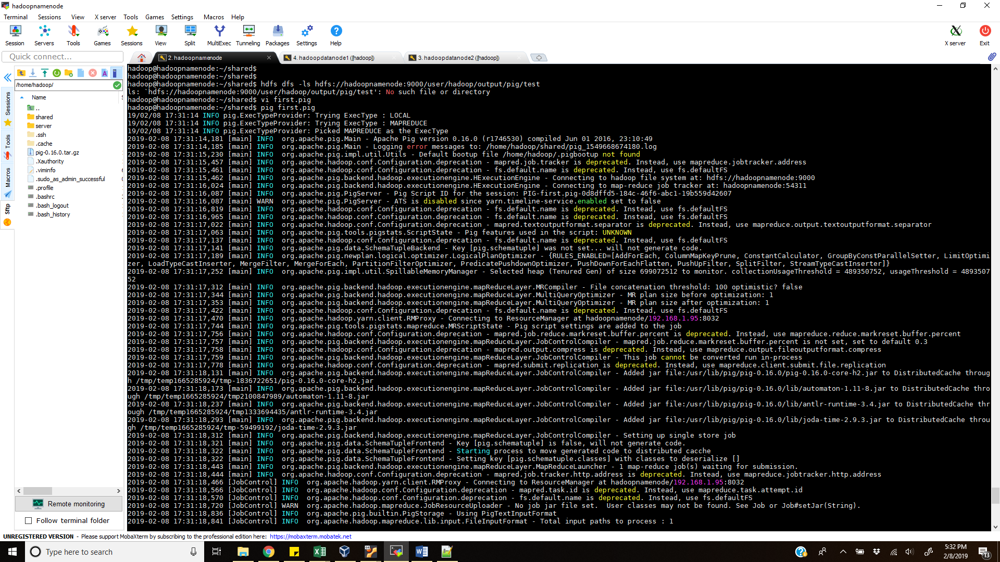 hadoopnamenode
Terminal Sessions View X server Tools Games Settings Macros Help
Session Servers Tools Games Sessions View Split MultiExec Tunneling Packages Settings Help X server Exit
Quick connect...
2. hadoopnamenode
4. hadoopdatanode1 ([hadoop])
3. hadoopdatanode2 ([hadoop])
/home/hadoop/
Name
..
shared
server
.ssh
.cache
pig-0.16.0.tar.gz
.Xauthority
.viminfo
.sudo_as_admin_successful
.profile
.bashrc
.bash_logout
.bash_history
Sessions
Tools
Macros
Sftp
Remote monitoring
Follow terminal folder
hadoop@hadoopnamenode:~/shared$
hadoop@hadoopnamenode:~/shared$
hadoop@hadoopnamenode:~/shared$ hdfs dfs -ls hdfs://hadoopnamenode:9000/user/hadoop/output/pig/test
ls: `hdfs://hadoopnamenode:9000/user/hadoop/output/pig/test': No such file or directory
hadoop@hadoopnamenode:~/shared$ vi first.pig
hadoop@hadoopnamenode:~/shared$ pig first.pig
19/02/08 17:31:14 INFO pig.ExecTypeProvider: Trying ExecType : LOCAL
19/02/08 17:31:14 INFO pig.ExecTypeProvider: Trying ExecType : MAPREDUCE
19/02/08 17:31:14 INFO pig.ExecTypeProvider: Picked MAPREDUCE as the ExecType
2019-02-08 17:31:14,181 [main] INFO  org.apache.pig.Main - Apache Pig version 0.16.0 (r1746530) compiled Jun 01 2016, 23:10:49
2019-02-08 17:31:14,185 [main] INFO  org.apache.pig.Main - Logging error messages to: /home/hadoop/shared/pig_1549668674180.log
2019-02-08 17:31:15,230 [main] INFO  org.apache.pig.impl.util.Utils - Default bootup file /home/hadoop/.pigbootup not found
2019-02-08 17:31:15,457 [main] INFO  org.apache.hadoop.conf.Configuration.deprecation - mapred.job.tracker is deprecated. Instead, use mapreduce.jobtracker.address
2019-02-08 17:31:15,461 [main] INFO  org.apache.hadoop.conf.Configuration.deprecation - fs.default.name is deprecated. Instead, use fs.defaultFS
2019-02-08 17:31:15,462 [main] INFO  org.apache.pig.backend.hadoop.executionengine.HExecutionEngine - Connecting to hadoop file system at: hdfs://hadoopnamenode:9000
2019-02-08 17:31:16,024 [main] INFO  org.apache.pig.backend.hadoop.executionengine.HExecutionEngine - Connecting to map-reduce job tracker at: hadoopnamenode:54311
2019-02-08 17:31:16,087 [main] INFO  org.apache.pig.PigServer - Pig Script ID for the session: PIG-first.pig-0d8dffd5-184c-46f6-abc1-19b559d42607
2019-02-08 17:31:16,087 [main] WARN  org.apache.pig.PigServer - ATS is disabled since yarn.timeline-service.enabled set to false
2019-02-08 17:31:16,819 [main] INFO  org.apache.hadoop.conf.Configuration.deprecation - fs.default.name is deprecated. Instead, use fs.defaultFS
2019-02-08 17:31:16,965 [main] INFO  org.apache.hadoop.conf.Configuration.deprecation - fs.default.name is deprecated. Instead, use fs.defaultFS
2019-02-08 17:31:17,022 [main] INFO  org.apache.hadoop.conf.Configuration.deprecation - mapred.textoutputformat.separator is deprecated. Instead, use mapreduce.output.textoutputformat.separator
2019-02-08 17:31:17,063 [main] INFO  org.apache.pig.tools.pigstats.ScriptState - Pig features used in the script: UNKNOWN
2019-02-08 17:31:17,137 [main] INFO  org.apache.hadoop.conf.Configuration.deprecation - fs.default.name is deprecated. Instead, use fs.defaultFS
2019-02-08 17:31:17,141 [main] INFO  org.apache.pig.data.SchemaTupleBackend - Key [pig.schematuple] was not set... will not generate code.
2019-02-08 17:31:17,189 [main] INFO  org.apache.pig.newplan.logical.optimizer.LogicalPlanOptimizer - {RULES_ENABLED=[AddForEach, ColumnMapKeyPrune, ConstantCalculator, GroupByConstParallelSetter, LimitOptimi
zer, LoadTypeCastInserter, MergeFilter, MergeForEach, PartitionFilterOptimizer, PredicatePushdownOptimizer, PushDownForEachFlatten, PushUpFilter, SplitFilter, StreamTypeCastInserter]}
2019-02-08 17:31:17,252 [main] INFO  org.apache.pig.impl.util.SpillableMemoryManager - Selected heap (Tenured Gen) of size 699072512 to monitor. collectionUsageThreshold = 489350752, usageThreshold = 4893507
52
2019-02-08 17:31:17,312 [main] INFO  org.apache.pig.backend.hadoop.executionengine.mapReduceLayer.MRCompiler - File concatenation threshold: 100 optimistic? false
2019-02-08 17:31:17,344 [main] INFO  org.apache.pig.backend.hadoop.executionengine.mapReduceLayer.MultiQueryOptimizer - MR plan size before optimization: 1
2019-02-08 17:31:17,353 [main] INFO  org.apache.pig.backend.hadoop.executionengine.mapReduceLayer.MultiQueryOptimizer - MR plan size after optimization: 1
2019-02-08 17:31:17,422 [main] INFO  org.apache.hadoop.conf.Configuration.deprecation - fs.default.name is deprecated. Instead, use fs.defaultFS
2019-02-08 17:31:17,470 [main] INFO  org.apache.hadoop.yarn.client.RMProxy - Connecting to ResourceManager at hadoopnamenode/192.168.1.95:8032
2019-02-08 17:31:17,744 [main] INFO  org.apache.pig.tools.pigstats.mapreduce.MRScriptState - Pig script settings are added to the job
2019-02-08 17:31:17,756 [main] INFO  org.apache.hadoop.conf.Configuration.deprecation - mapred.job.reduce.markreset.buffer.percent is deprecated. Instead, use mapreduce.reduce.markreset.buffer.percent
2019-02-08 17:31:17,757 [main] INFO  org.apache.pig.backend.hadoop.executionengine.mapReduceLayer.JobControlCompiler - mapred.job.reduce.markreset.buffer.percent is not set, set to default 0.3
2019-02-08 17:31:17,758 [main] INFO  org.apache.hadoop.conf.Configuration.deprecation - mapred.output.compress is deprecated. Instead, use mapreduce.output.fileoutputformat.compress
2019-02-08 17:31:17,759 [main] INFO  org.apache.pig.backend.hadoop.executionengine.mapReduceLayer.JobControlCompiler - This job cannot be converted run in-process
2019-02-08 17:31:17,778 [main] INFO  org.apache.hadoop.conf.Configuration.deprecation - mapred.submit.replication is deprecated. Instead, use mapreduce.client.submit.file.replication
2019-02-08 17:31:18,131 [main] INFO  org.apache.pig.backend.hadoop.executionengine.mapReduceLayer.JobControlCompiler - Added jar file:/usr/lib/pig/pig-0.16.0/pig-0.16.0-core-h2.jar to DistributedCache throug
h /tmp/temp1665285924/tmp-1836722651/pig-0.16.0-core-h2.jar
2019-02-08 17:31:18,173 [main] INFO  org.apache.pig.backend.hadoop.executionengine.mapReduceLayer.JobControlCompiler - Added jar file:/usr/lib/pig/pig-0.16.0/lib/automaton-1.11-8.jar to DistributedCache thro
ugh /tmp/temp1665285924/tmp2100847989/automaton-1.11-8.jar
2019-02-08 17:31:18,237 [main] INFO  org.apache.pig.backend.hadoop.executionengine.mapReduceLayer.JobControlCompiler - Added jar file:/usr/lib/pig/pig-0.16.0/lib/antlr-runtime-3.4.jar to DistributedCache thr
ough /tmp/temp1665285924/tmp1333694435/antlr-runtime-3.4.jar
2019-02-08 17:31:18,293 [main] INFO  org.apache.pig.backend.hadoop.executionengine.mapReduceLayer.JobControlCompiler - Added jar file:/usr/lib/pig/pig-0.16.0/lib/joda-time-2.9.3.jar to DistributedCache throu
gh /tmp/temp1665285924/tmp-59499192/joda-time-2.9.3.jar
2019-02-08 17:31:18,312 [main] INFO  org.apache.pig.backend.hadoop.executionengine.mapReduceLayer.JobControlCompiler - Setting up single store job
2019-02-08 17:31:18,321 [main] INFO  org.apache.pig.data.SchemaTupleFrontend - Key [pig.schematuple] is false, will not generate code.
2019-02-08 17:31:18,322 [main] INFO  org.apache.pig.data.SchemaTupleFrontend - Starting process to move generated code to distributed cacche
2019-02-08 17:31:18,322 [main] INFO  org.apache.pig.data.SchemaTupleFrontend - Setting key [pig.schematuple.classes] with classes to deserialize []
2019-02-08 17:31:18,443 [main] INFO  org.apache.pig.backend.hadoop.executionengine.mapReduceLayer.MapReduceLauncher - 1 map-reduce job(s) waiting for submission.
2019-02-08 17:31:18,444 [main] INFO  org.apache.hadoop.conf.Configuration.deprecation - mapred.job.tracker.http.address is deprecated. Instead, use mapreduce.jobtracker.http.address
2019-02-08 17:31:18,466 [JobControl] INFO  org.apache.hadoop.yarn.client.RMProxy - Connecting to ResourceManager at hadoopnamenode/192.168.1.95:8032
2019-02-08 17:31:18,566 [JobControl] INFO  org.apache.hadoop.conf.Configuration.deprecation - mapred.task.id is deprecated. Instead, use mapreduce.task.attempt.id
2019-02-08 17:31:18,570 [JobControl] INFO  org.apache.hadoop.conf.Configuration.deprecation - fs.default.name is deprecated. Instead, use fs.defaultFS
2019-02-08 17:31:18,720 [JobControl] WARN  org.apache.hadoop.mapreduce.JobResourceUploader - No job jar file set.  User classes may not be found. See Job or Job#setJar(String).
2019-02-08 17:31:18,836 [JobControl] INFO  org.apache.pig.builtin.PigStorage - Using PigTextInputFormat
2019-02-08 17:31:18,841 [JobControl] INFO  org.apache.hadoop.mapreduce.lib.input.FileInputFormat - Total input paths to process : 1
UNREGISTERED VERSION - Please support MobaXterm by subscribing to the professional edition here: https://mobaxterm.mobatek.net
Type here to search
5:32 PM
2/8/2019
13